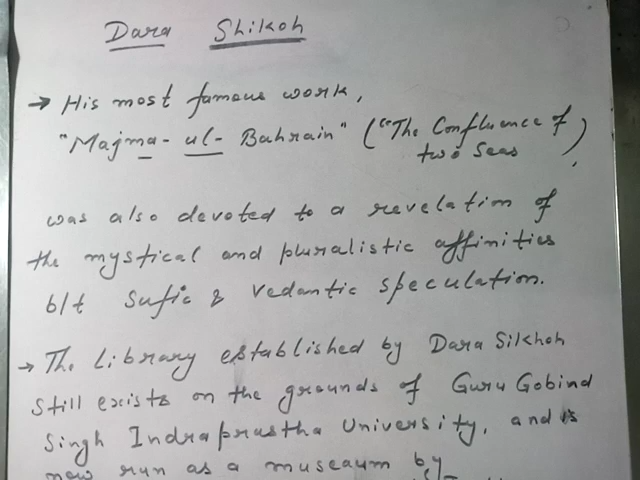 Dara Shikoh
→ His most famous work,
"Majma-ul-Bahrain" ("The Confluence of
two Seas),
was also devoted to a revelation of
the mystical and pluralistic affinities
b/t Sufic & Vedantic speculation.
→ The Library established by Dara Sikhoh
still exists on the grounds of Guru Gobind
Singh Indraprastha University, and is
now run as a museaum by